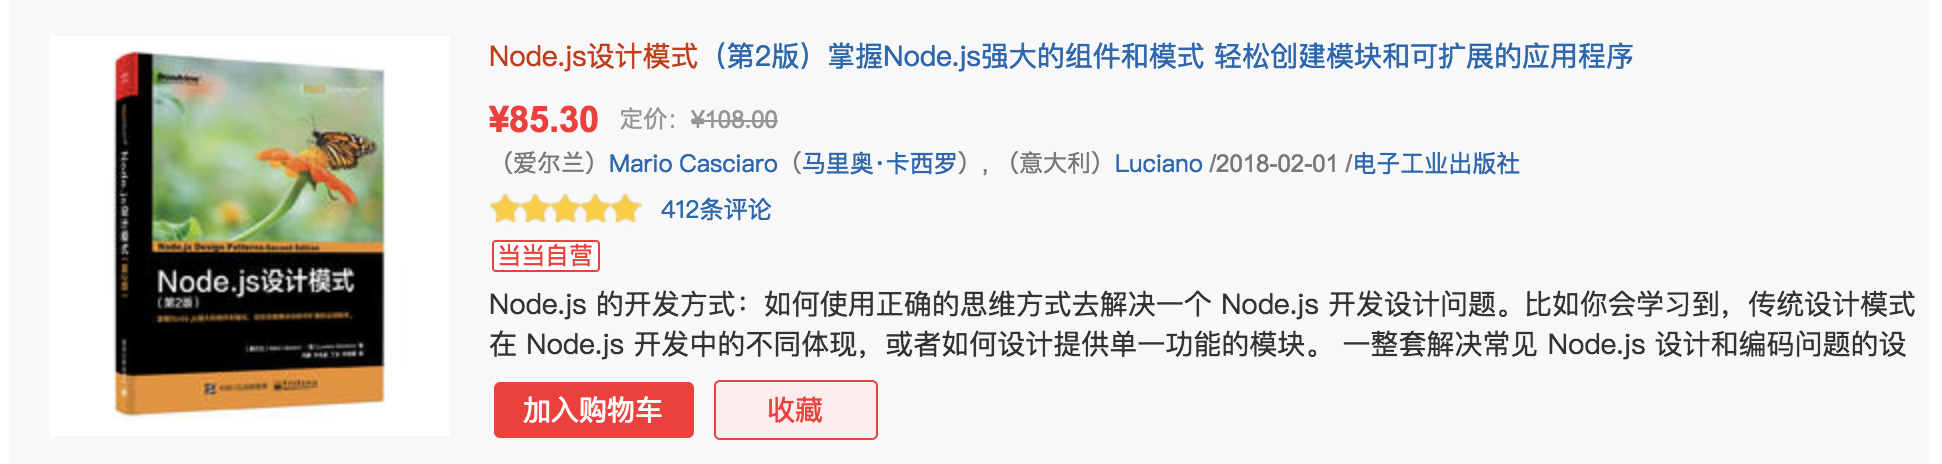 Node.js设计模式（第2版）掌握Node.js强大的组件和模式 轻松创建模块和可扩展的应用程序
¥85.30 定价：¥108.00
（爱尔兰）Mario Casciaro（马里奥·卡西罗），（意大利）Luciano /2018-02-01 /电子工业出版社
412条评论
当当自营
Node.js 的开发方式：如何使用正确的思维方式去解决一个 Node.js 开发设计问题。比如你会学习到，传统设计模式
在 Node.js 开发中的不同体现，或者如何设计提供单一功能的模块。 一整套解决常见 Node.js 设计和编码问题的设
加入购物车 收藏
Node.js Design Patterns Second Edition
Node.js设计模式
（第2版）